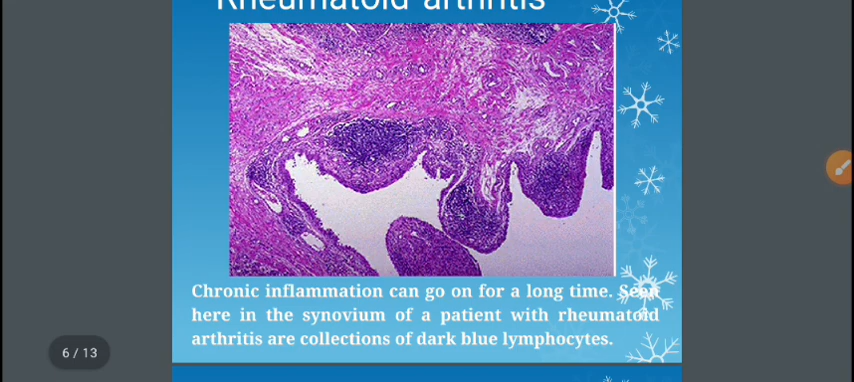 Rheumatoid arthritis
Chronic inflammation can go on for a long time. Seen
here in the synovium of a patient with rheumatoid
arthritis are collections of dark blue lymphocytes.
6 / 13